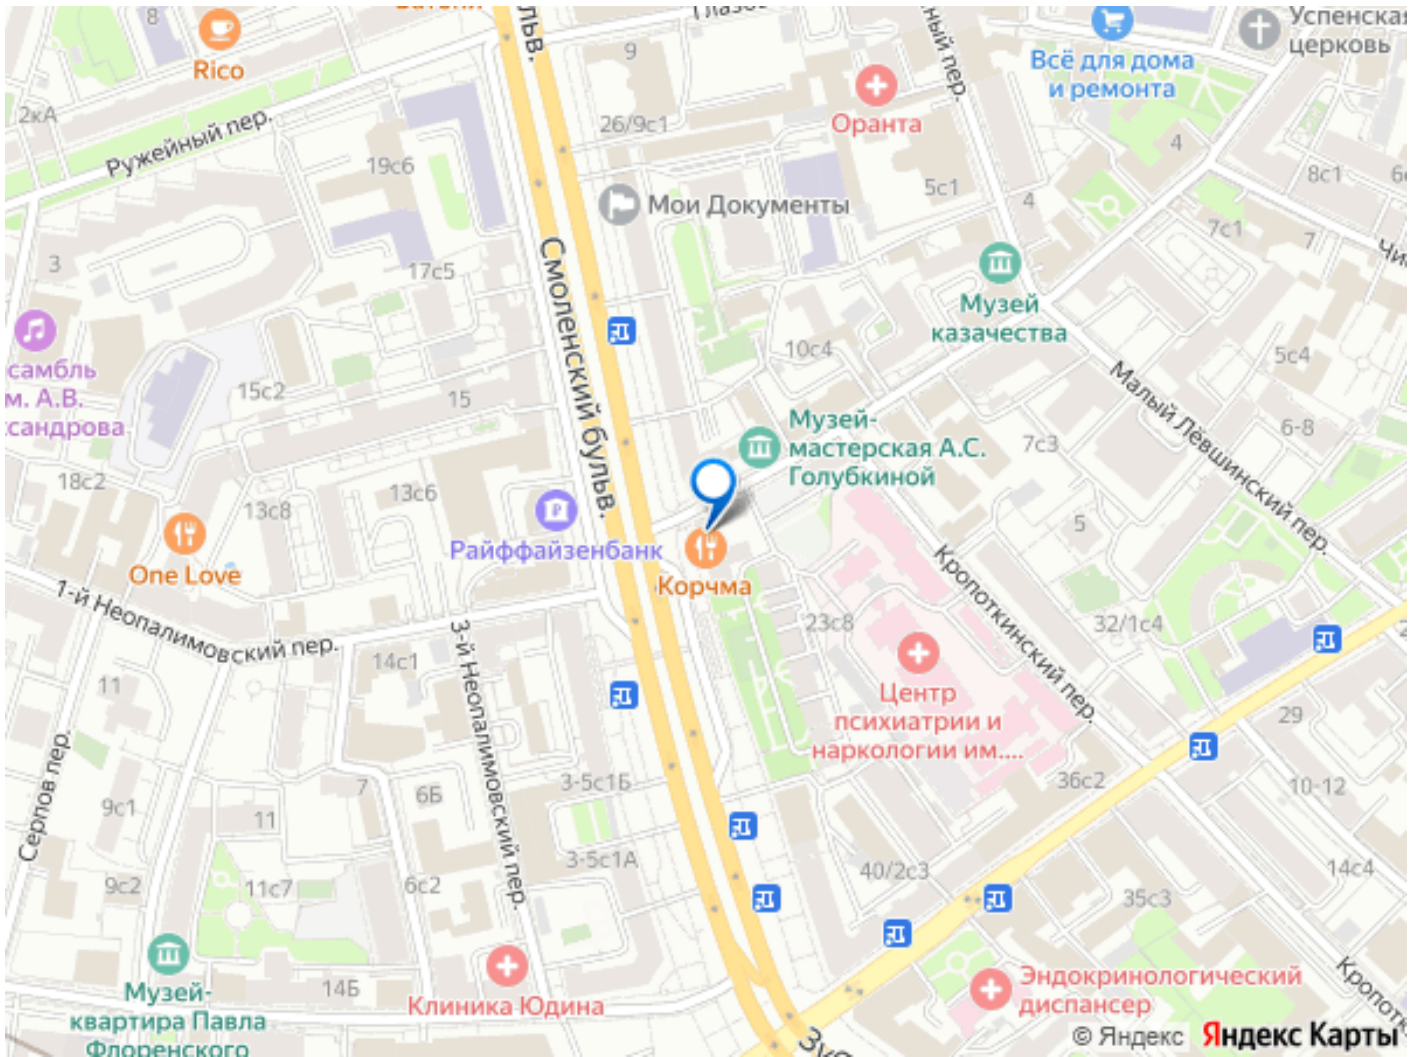 8
Rico
2кА
Ружейный пер.
19с6
17с5
3
9
26/9с1
Мои Документы
Оранта
5с1
4
Всё для дома
и ремонта
Успенская
церковь
4
8с1
7с1
7
Музей
казачества
Смоленский бульв.
самбль
м. А.В.
ксандрова
15с2
15
10с4
5с4
6-8
Малый Лёвшинский пер.
7с3
Музей-
мастерская А.С.
Голубкиной
18с2
13с8
13с6
5
Райффайзенбанк
Корчма
One Love
1-й Неопалимовский пер.
3-й Неопалимовский пер.
14с1
23с8
Кропоткинский пер.
32/1с4
Центр
психиатрии и
наркологии им....
11
29
10-12
36с2
7
6Б
3-5с1Б
Серпов пер.
9с1
11
3-5с1А
40/2с3
14с4
9с2
11с7
6с2
35с3
Музей-
квартира Павла
Флоренского
14Б
Клиника Юдина
Эндокринологический
диспансер
© Яндекс Яндекс Карты